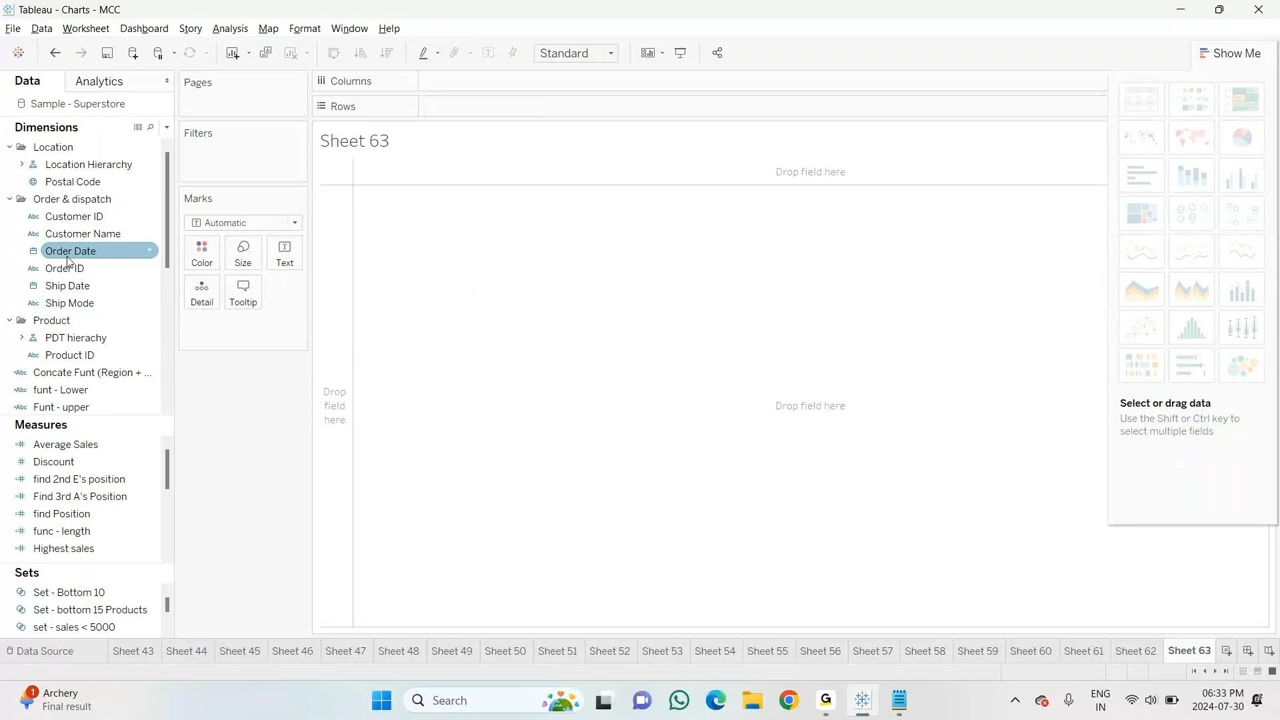 Tableau - Charts - MCC
File Data Worksheet Dashboard Story Analysis Map Format Window Help
Standard
Show Me
Data Analytics
Sample - Superstore
Dimensions
Location
Location Hierarchy
Postal Code
Order & dispatch
Customer ID
Customer Name
Order Date
Order ID
Ship Date
Ship Mode
Product
PDT hierachy
Product ID
Concate Funt (Region + ...
funt - Lower
Funt - upper
Measures
Average Sales
Discount
find 2nd E's position
Find 3rd A's Position
find Position
func - length
Highest sales
Sets
Set - Bottom 10
Set - bottom 15 Products
set - sales < 5000
Pages
Filters
Marks
Automatic
Color Size Text
Detail Tooltip
Columns
Rows
Sheet 63
Drop field here
Drop
field
here
Drop field here
Select or drag data
Use the Shift or Ctrl key to
select multiple fields
Data Source Sheet 43 Sheet 44 Sheet 45 Sheet 46 Sheet 47 Sheet 48 Sheet 49 Sheet 50 Sheet 51 Sheet 52 Sheet 53 Sheet 54 Sheet 55 Sheet 56 Sheet 57 Sheet 58 Sheet 59 Sheet 60 Sheet 61 Sheet 62 Sheet 63
1
Archery
Final result
Search
ENG
IN
06:33 PM
2024-07-30